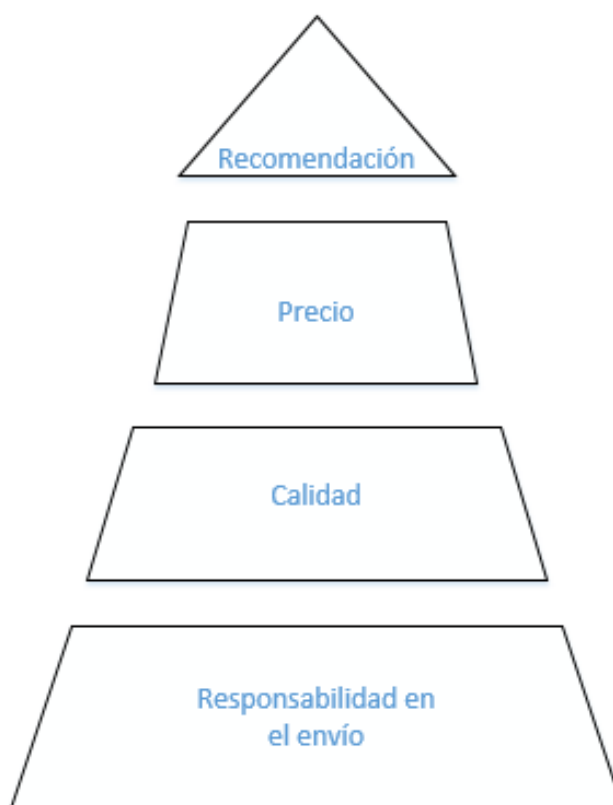 Recomendación
Precio
Calidad
Responsabilidad en
el envío